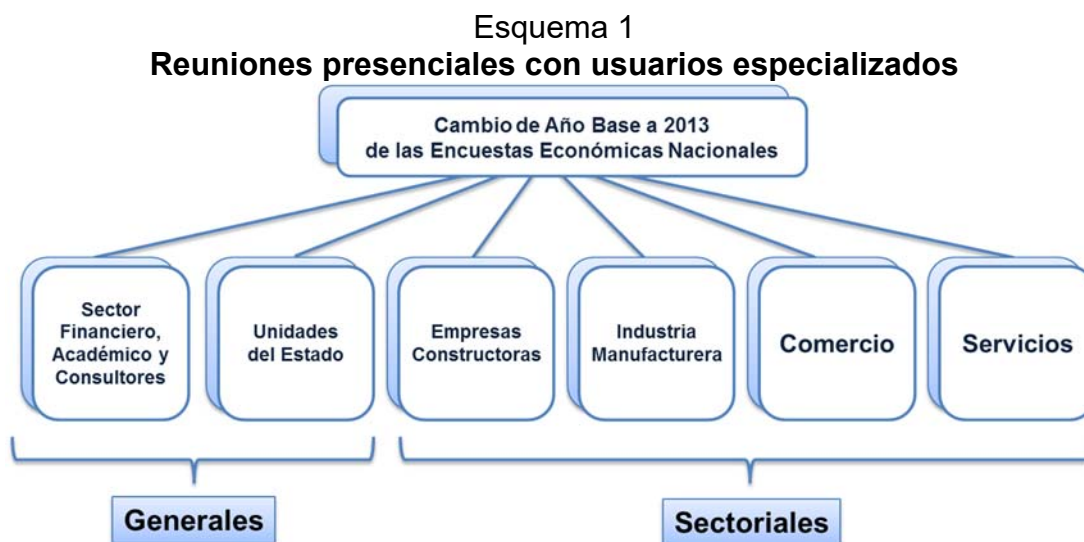 Esquema 1
Reuniones presenciales con usuarios especializados
Cambio de Año Base a 2013
de las Encuestas Económicas Nacionales
Sector
Financiero,
Académico y
Consultores
Unidades
del Estado
Empresas
Constructoras
Industria
Manufacturera
Comercio
Servicios
Generales
Sectoriales